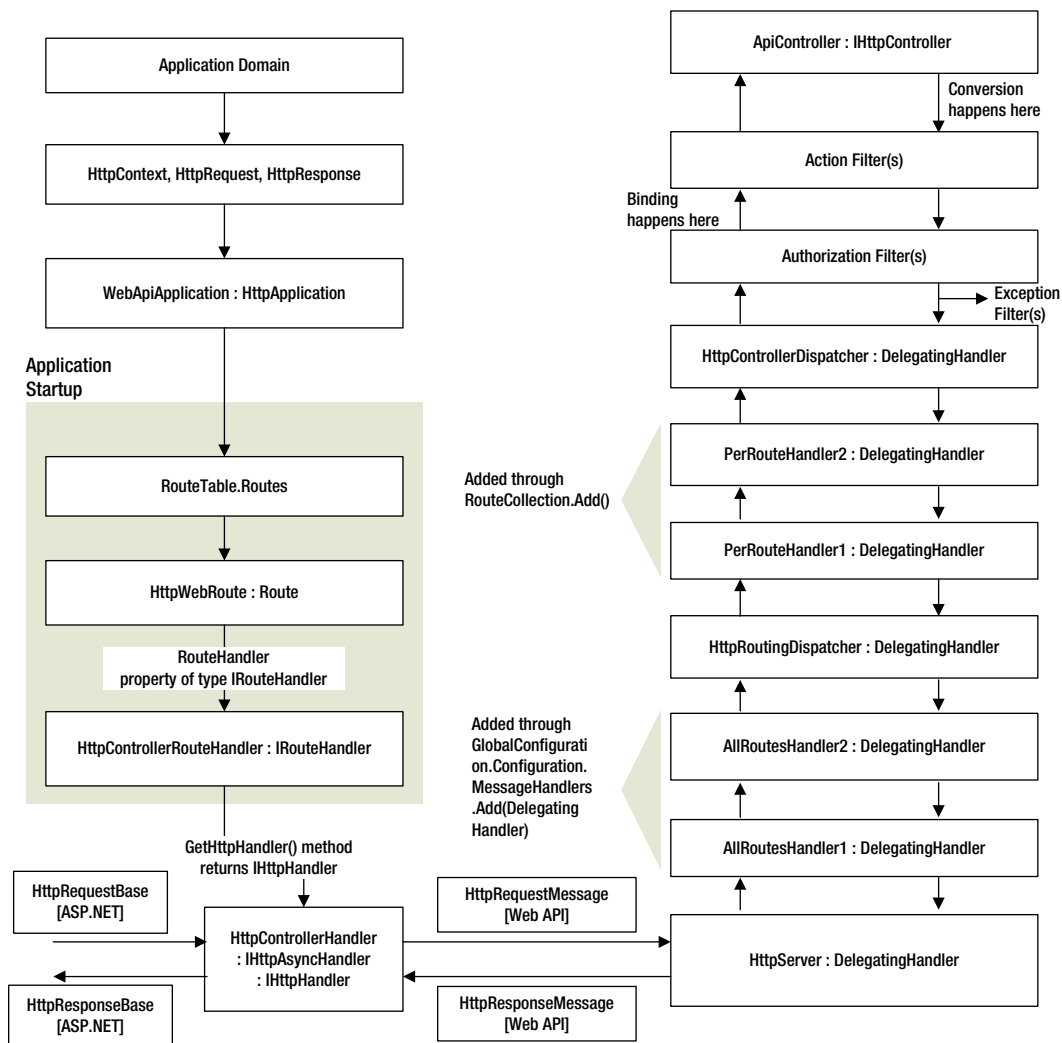 Application Domain
HttpContext, HttpRequest, HttpResponse
WebApiApplication : HttpApplication
Application
Startup
RouteTable.Routes
HttpWebRoute : Route
RouteHandler
property of type IRouteHandler
HttpControllerRouteHandler : IRouteHandler
GetHttpHandler() method
returns IHttpHandler
HttpRequestBase
[ASP.NET]
HttpControllerHandler
: IHttpAsyncHandler
: IHttpHandler
HttpResponseBase
[ASP.NET]
HttpRequestMessage
[Web API]
HttpResponseMessage
[Web API]
ApiController : IHttpController
Conversion
happens here
Action Filter(s)
Binding
happens here
Authorization Filter(s)
Exception
Filter(s)
HttpControllerDispatcher : DelegatingHandler
PerRouteHandler2 : DelegatingHandler
Added through
RouteCollection.Add()
PerRouteHandler1 : DelegatingHandler
HttpRoutingDispatcher : DelegatingHandler
Added through
GlobalConfigurati
on.Configuration.
MessageHandlers
.Add(Delegating
Handler)
AllRoutesHandler2 : DelegatingHandler
AllRoutesHandler1 : DelegatingHandler
HttpServer : DelegatingHandler